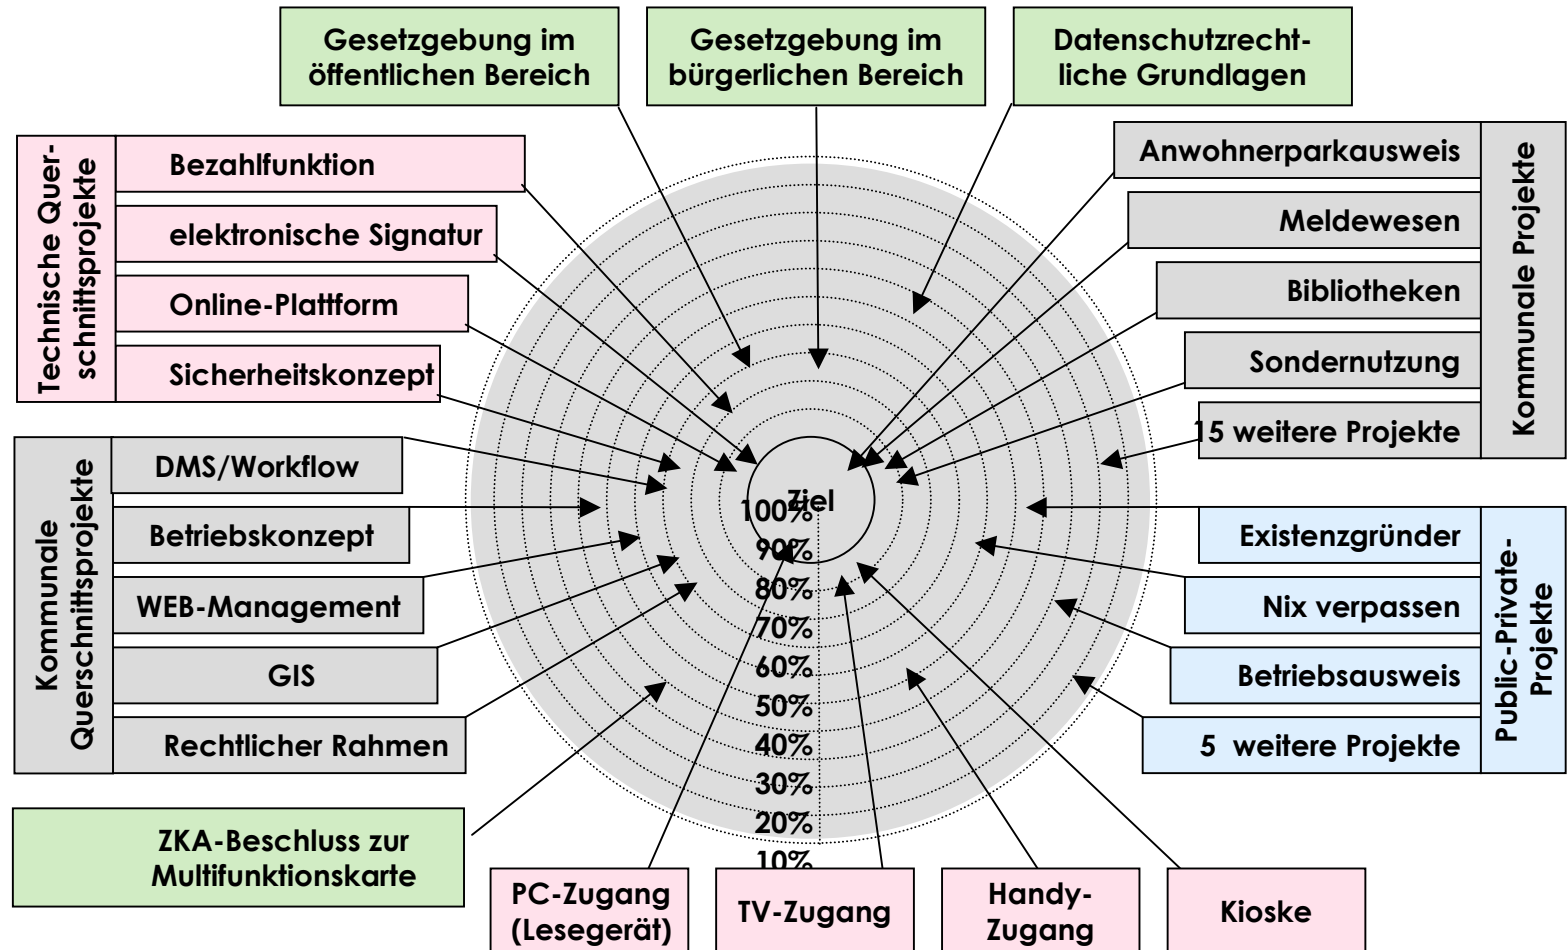 Gesetzgebung im
öffentlichen Bereich
Gesetzgebung im
bürgerlichen Bereich
Datenschutzrecht-
liche Grundlagen
Technische Quer-
schnittsprojekte
Bezahlfunktion
elektronische Signatur
Online-Plattform
Sicherheitskonzept
Kommunale Projekte
Anwohnerparkausweis
Meldewesen
Bibliotheken
Sondernutzung
15 weitere Projekte
Kommunale
Querschnittsprojekte
DMS/Workflow
Betriebskonzept
WEB-Management
GIS
Rechtlicher Rahmen
Ziel
100%
90%
80%
70%
60%
50%
40%
30%
20%
10%
Public-Private-
Projekte
Existenzgründer
Nix verpassen
Betriebsausweis
5 weitere Projekte
ZKA-Beschluss zur
Multifunktionskarte
PC-Zugang
(Lesegerät)
TV-Zugang
Handy-
Zugang
Kioske